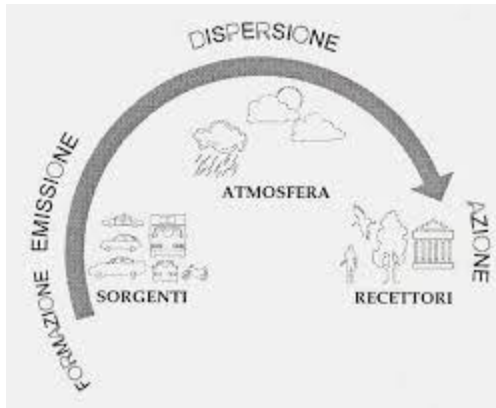 FORMAZIONE
EMISSIONE
DISPERSIONE
AZIONE
ATMOSFERA
SORGENTI
RECETTORI